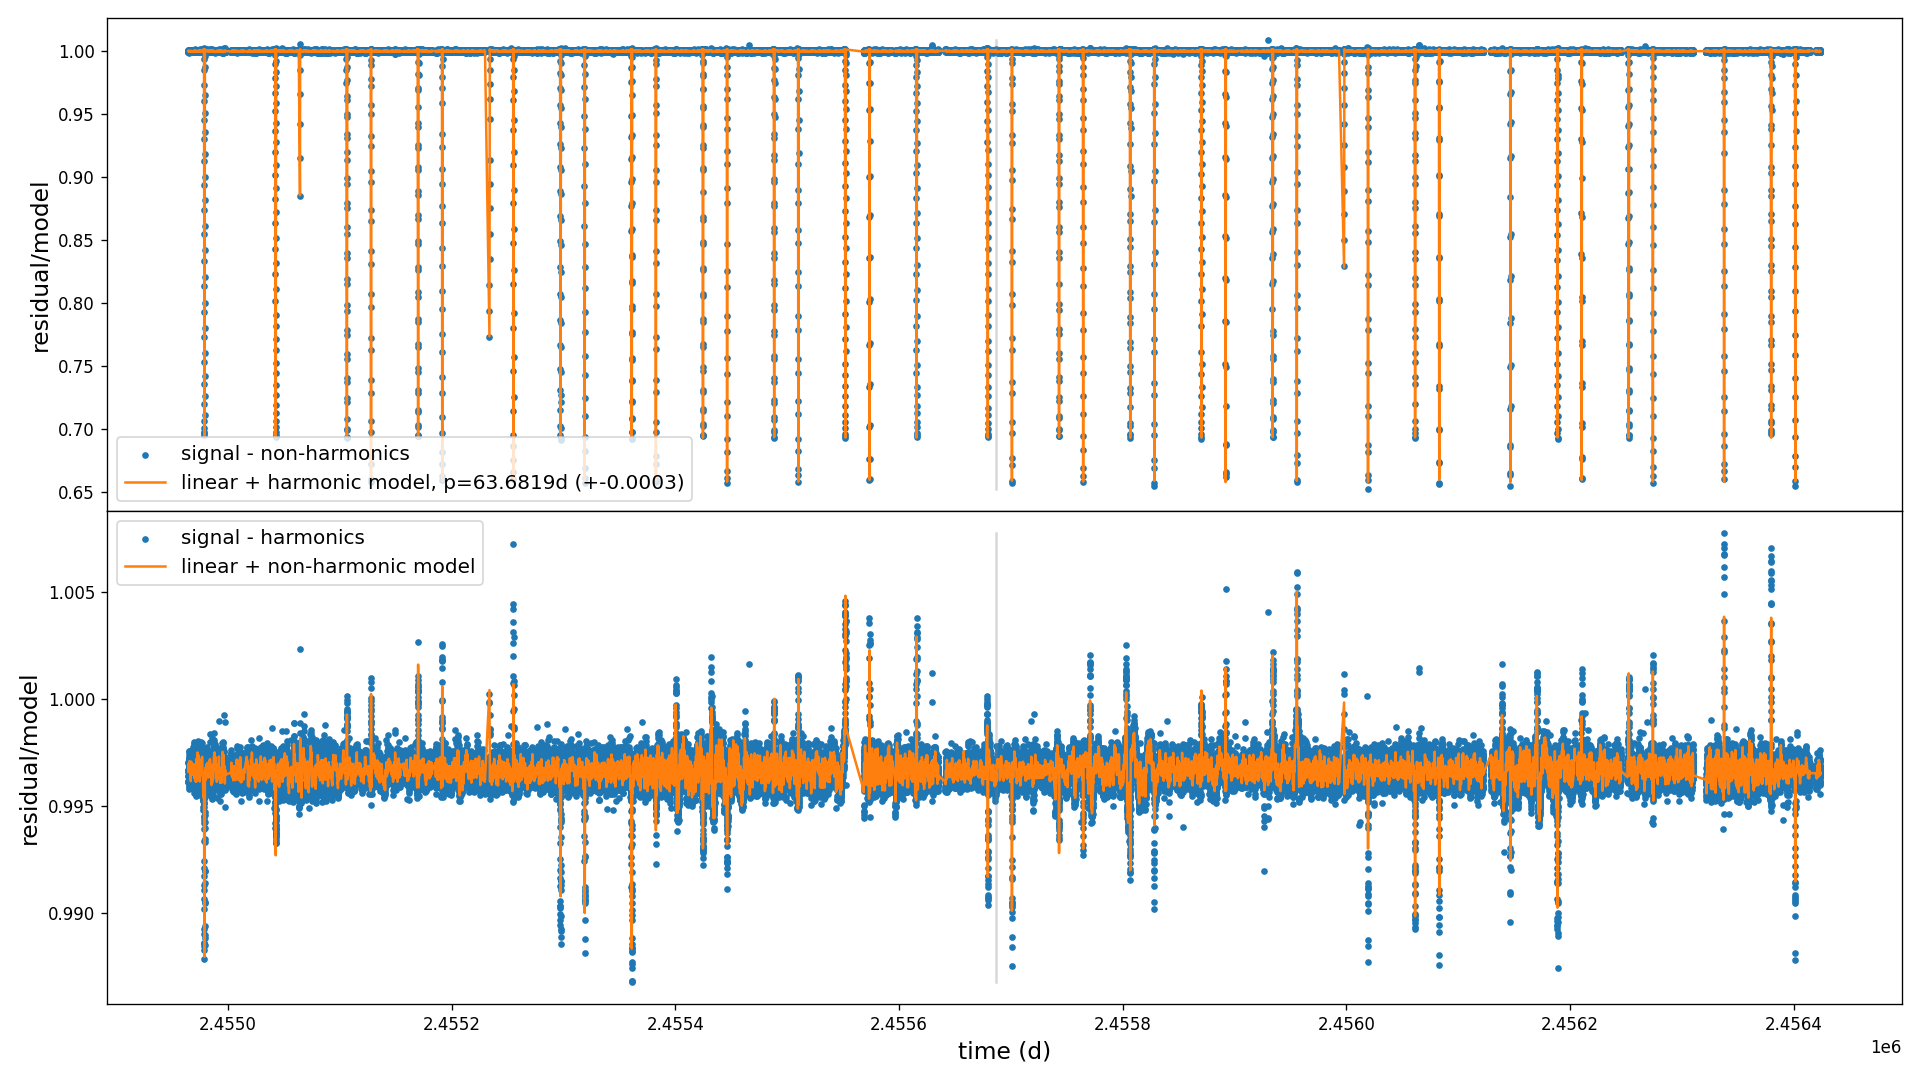 1.00
0.95
0.90
0.85
0.80
0.75
0.70
0.65
residual/model
signal - non-harmonics
linear + harmonic model, p=63.6819d (+-0.0003)
signal - harmonics
linear + non-harmonic model
1.005
1.000
0.995
0.990
residual/model
2.4550 2.4552 2.4554 2.4556 2.4558 2.4560 2.4562 2.4564
1e6
time (d)